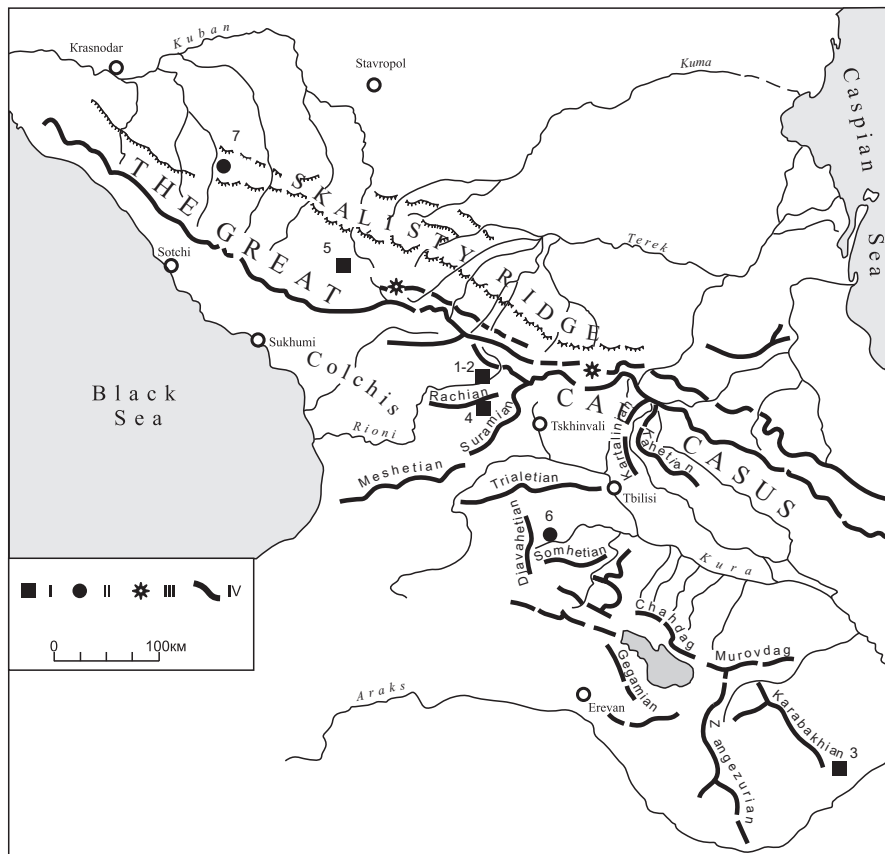 Krasnodar
Kuban
Stavropol
Kuma
Caspian
Sea
7
THE GREAT
SKALISTY RIDGE
5
Terek
Sotchi
Sukhumi
Colchis
1-2
Rachian
4
Rioni
Suramian
Black
Sea
CAUCASUS
Tskhinvali
Kartalinian
Kahetian
Meshetian
Trialetian
Tbilisi
6
Djavahetian
Somhetian
Kura
Chahdag
Murovdag
Gegamian
Erevan
Araks
Zangezurian
Karabakhian
3
I II III IV
0 100км